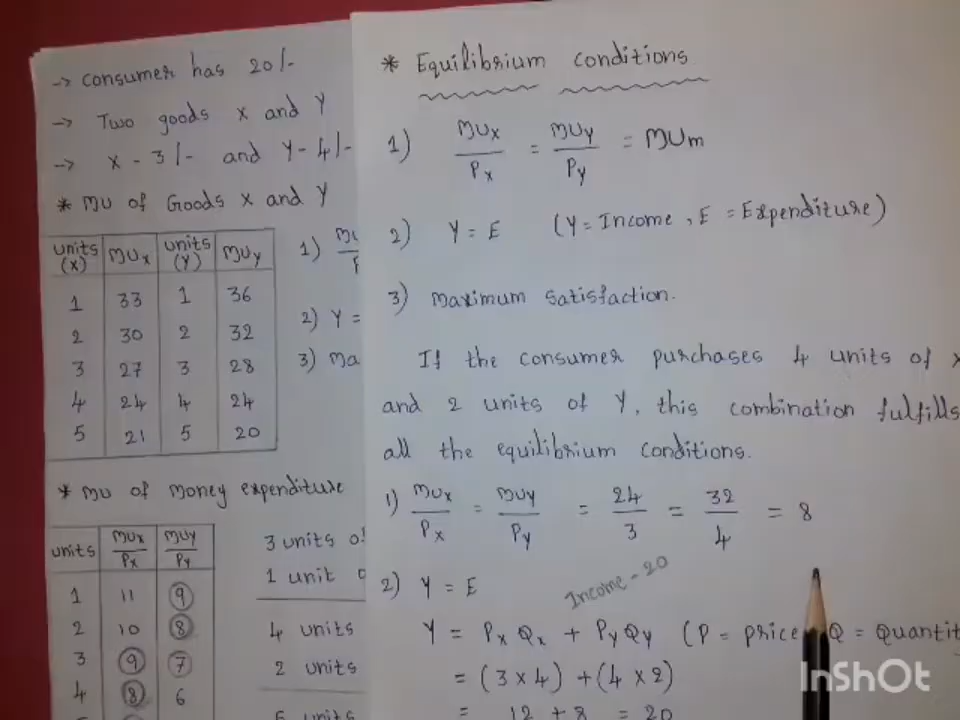 → Consumer has 20/-
→ Two goods X and Y
→ X - 3/- and Y - 4/-
* MU of Goods X and Y
units (X) MUx units (Y) MUy
1 33 1 36
2 30 2 32
3 27 3 28
4 24 4 24
5 21 5 20
1)
2) Y =
3) Ma
* MU of money expenditure
units MUx/Px MUy/Py
1 11 9
2 10 8
3 9 7
4 8 6
3 units of
1 unit o
4 units
2 units
units
* Equilibrium conditions
1) MUx/Px = MUy/Py = MUm
2) Y = E (Y = Income, E = Expenditure)
3) Maximum satisfaction.
If the consumer purchases 4 units of x
and 2 units of Y, this combination fulfills
all the equilibrium conditions.
1) MUx/Px = MUy/Py = 24/3 = 32/4 = 8
2) Y = E Income - 20
Y = PxQx + PyQy (P = price Q = Quantit
= (3 x 4) + (4 x 2)
= 12 + 8 = 20
InShOt